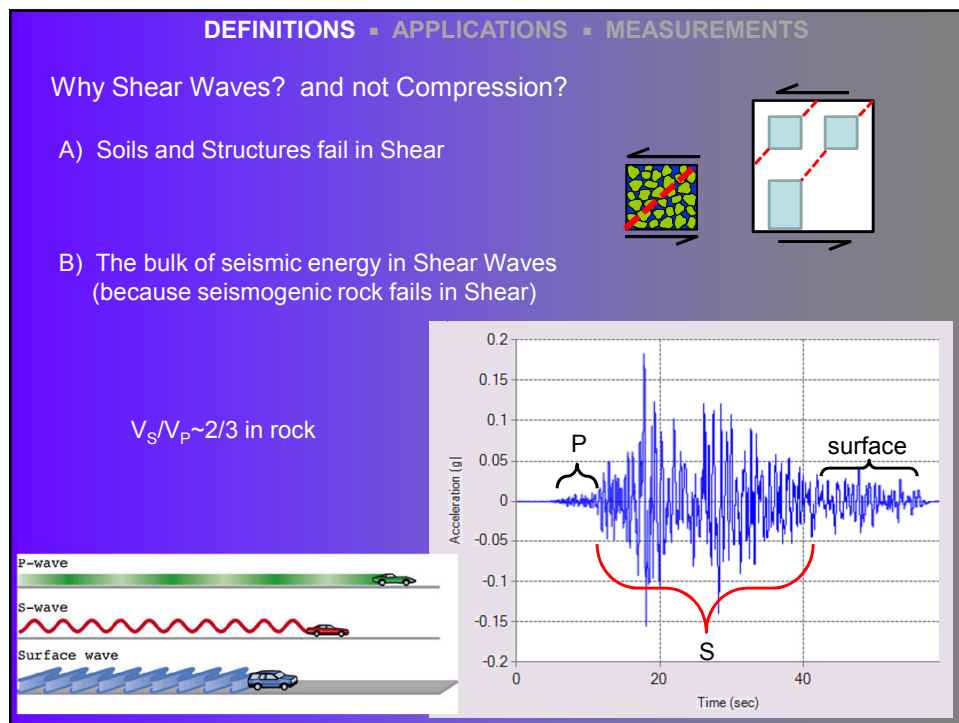 DEFINITIONS ▪ APPLICATIONS ▪ MEASUREMENTS
Why Shear Waves? and not Compression?
A) Soils and Structures fail in Shear
B) The bulk of seismic energy in Shear Waves
(because seismogenic rock fails in Shear)
V_S/V_P~2/3 in rock
0.2
0.15
0.1
0.05
0
-0.05
-0.1
-0.15
-0.2
Acceleration [g]
P
surface
S
0
20
40
Time (sec)
P-wave
S-wave
Surface wave